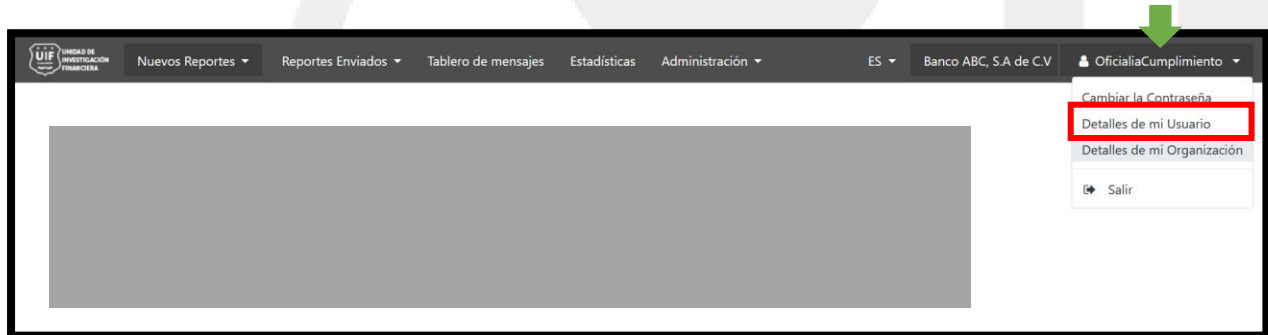 UIF UNIDAD DE
INVESTIGACIÓN
FINANCIERA
Nuevos Reportes Reportes Enviados Tablero de mensajes Estadísticas Administración ES Banco ABC, S.A de C.V OficialiaCumplimiento
Cambiar la Contraseña
Detalles de mi Usuario
Detalles de mi Organización
Salir